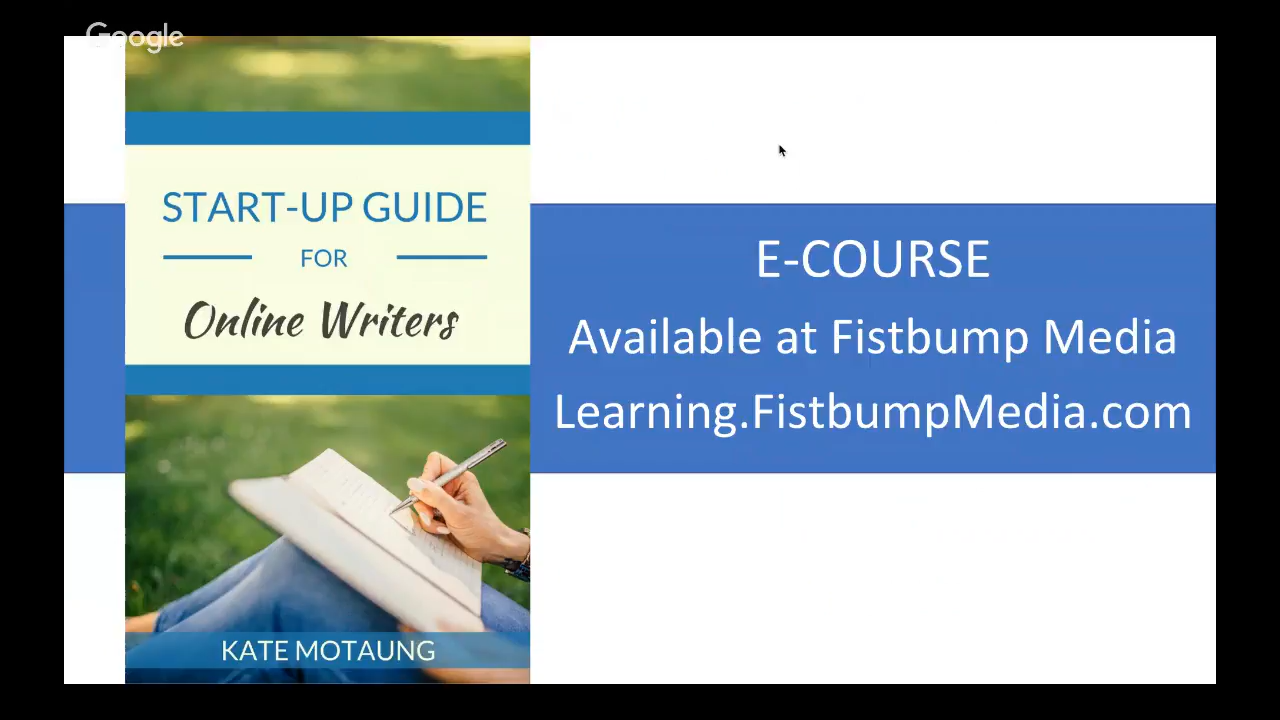 Google
START-UP GUIDE
FOR
Online Writers
KATE MOTAUNG
E-COURSE
Available at Fistbump Media
Learning.FistbumpMedia.com